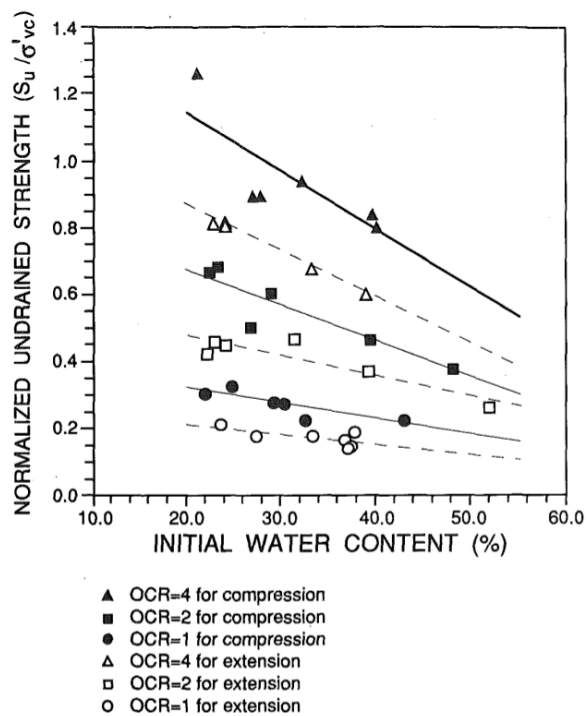 NORMALIZED UNDRAINED STRENGTH (Su/σ'vc)
1.4
1.2
1.0
0.8
0.6
0.4
0.2
0.0
10.0 20.0 30.0 40.0 50.0 60.0
INITIAL WATER CONTENT (%)
OCR=4 for compression
OCR=2 for compression
OCR=1 for compression
OCR=4 for extension
OCR=2 for extension
OCR=1 for extension